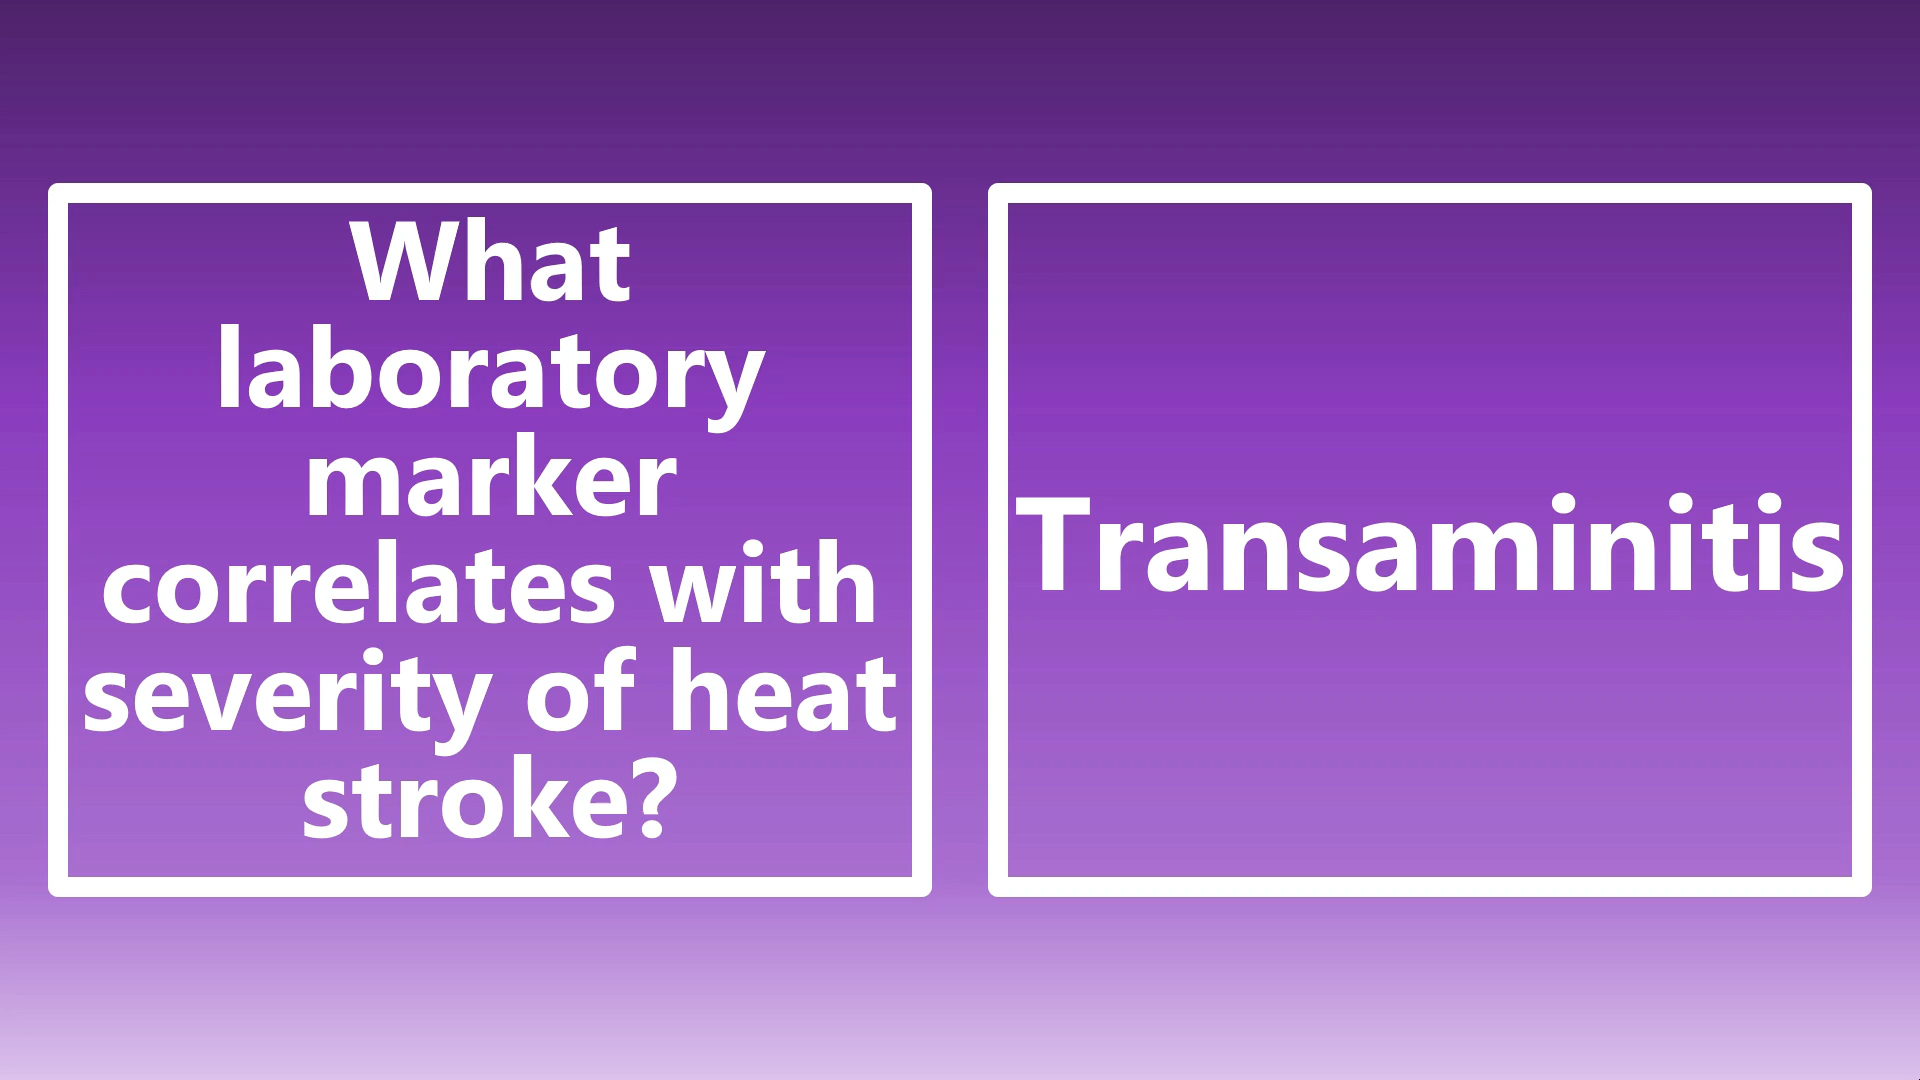 What
laboratory
marker
correlates with
severity of heat
stroke?
Transaminitis